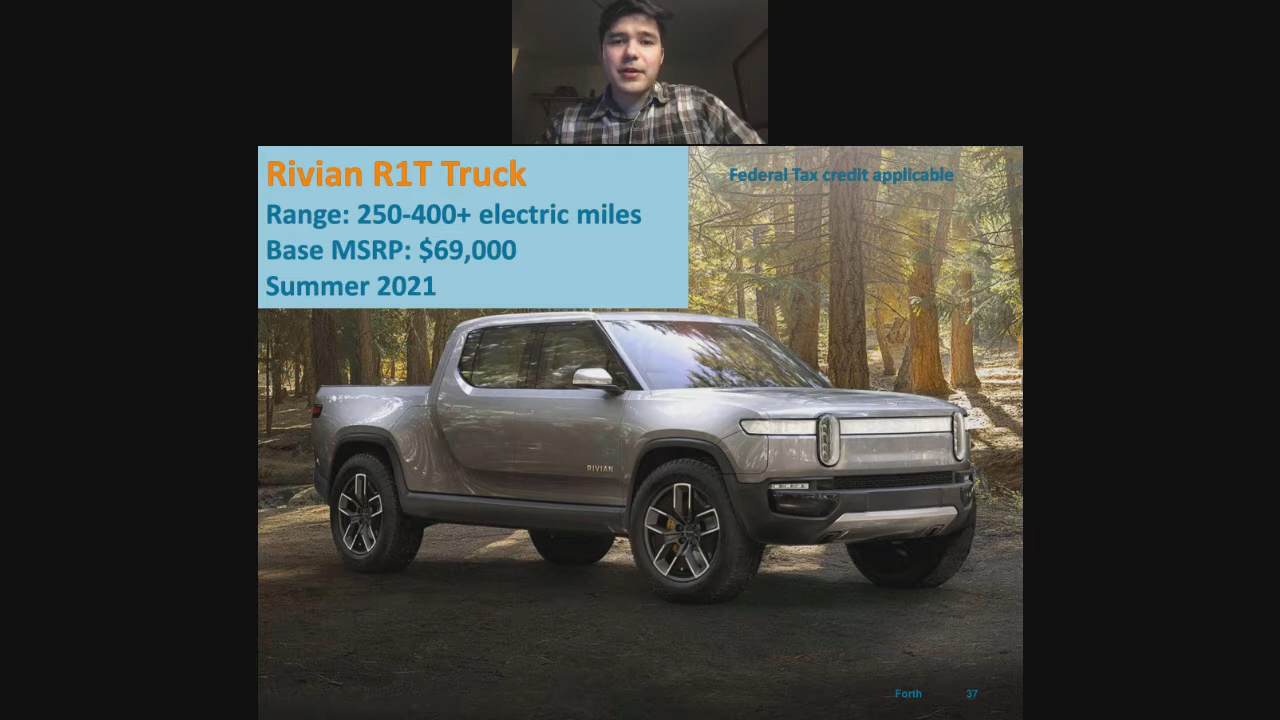 Rivian R1T Truck
Federal Tax credit applicable
Range: 250-400+ electric miles
Base MSRP: $69,000
Summer 2021
RIVIAN
Forth 37